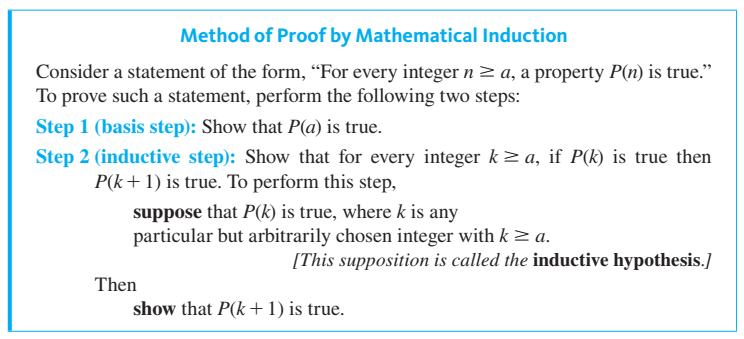 Method of Proof by Mathematical Induction
Consider a statement of the form, “For every integer n ≥ a, a property P(n) is true.”
To prove such a statement, perform the following two steps:
Step 1 (basis step): Show that P(a) is true.
Step 2 (inductive step): Show that for every integer k ≥ a, if P(k) is true then
P(k + 1) is true. To perform this step,
suppose that P(k) is true, where k is any
particular but arbitrarily chosen integer with k ≥ a.
[This supposition is called the inductive hypothesis.]
Then
show that P(k + 1) is true.